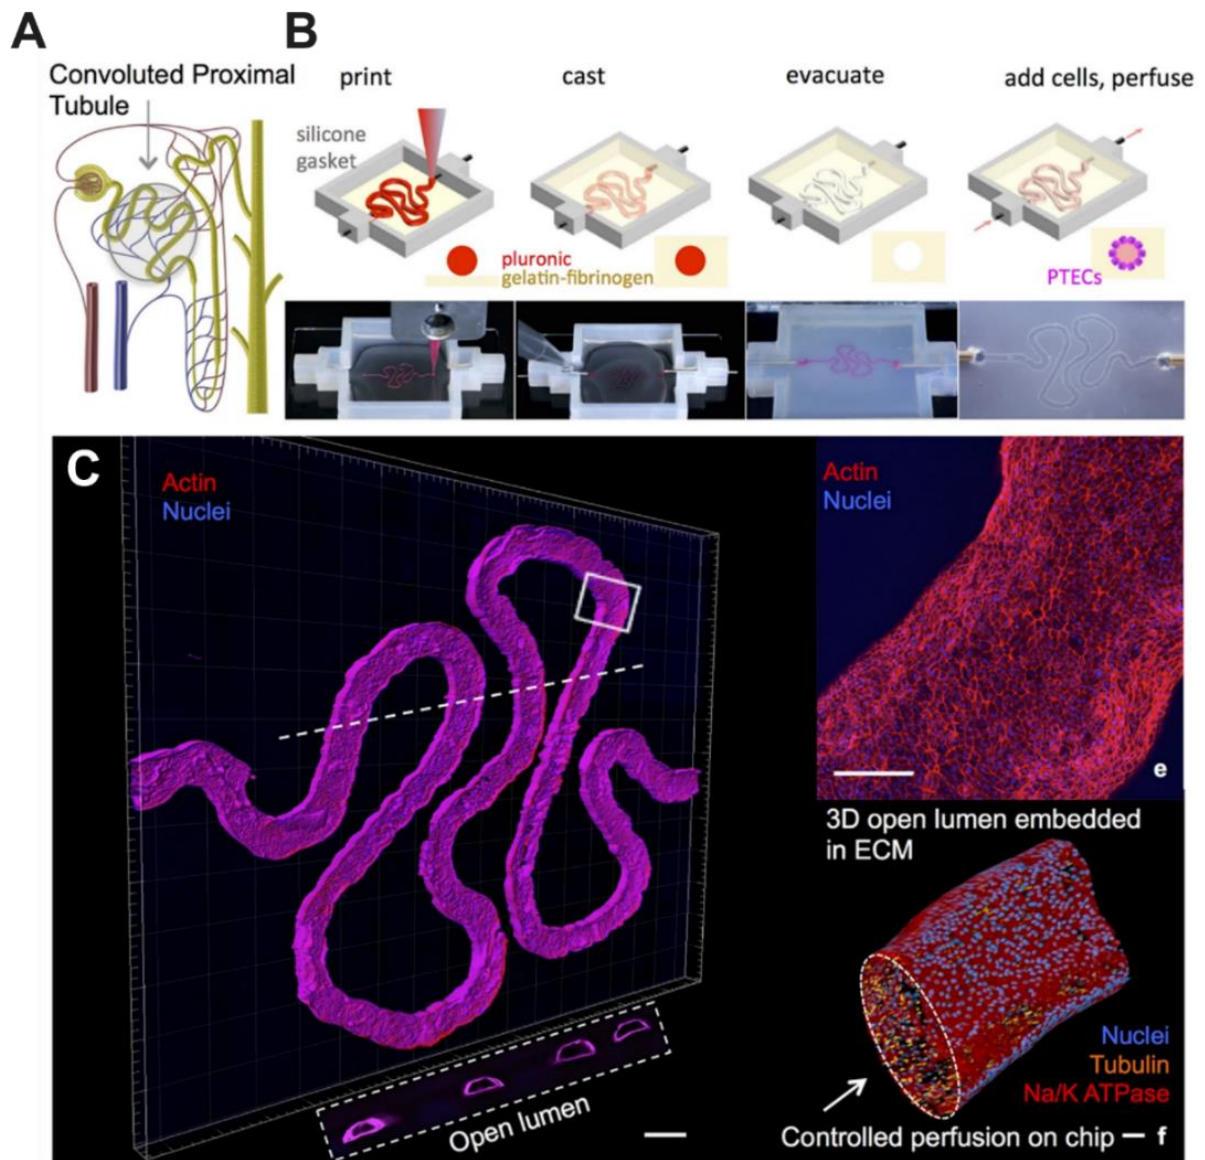 A
B
Convoluted Proximal
Tubule
print
cast
evacuate
add cells, perfuse
silicone
gasket
pluronic
gelatin-fibrinogen
PTECs
C
Actin
Nuclei
Open lumen
Actin
Nuclei
e
3D open lumen embedded
in ECM
Nuclei
Tubulin
Na/K ATPase
Controlled perfusion on chip
f